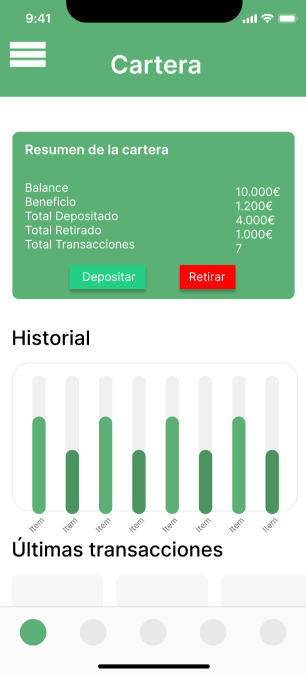 9:41
Cartera
Resumen de la cartera
Balance 10.000€
Beneficio 1.200€
Total Depositado 4.000€
Total Retirado 1.000€
Total Transacciones 7
Depositar Retirar
Historial
Item Item Item Item Item Item Item Item
Últimas transacciones